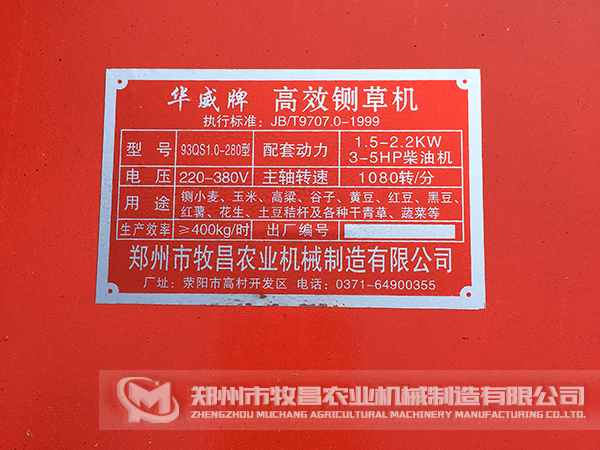 华威牌 高效铡草机
执行标准：JB/T9707.0-1999
型号 93QS1.0-280型 配套动力 1.5-2.2KW
3-5HP柴油机
电压 220-380V 主轴转速 1080转/分
用途 铡小麦、玉米、高粱、谷子、黄豆、红豆、黑豆、
红薯、花生、土豆秸杆及各种干青草、蔬菜等
生产效率 ≥400kg/时 出厂编号
郑州市牧昌农业机械制造有限公司
厂址：荥阳市高村开发区 电话：0371-64900355
郑州市牧昌农业机械制造有限公司
ZHENGZHOU MUCHANG AGRICULTURAL MACHINERY MANUFACTURING CO.,LTD.